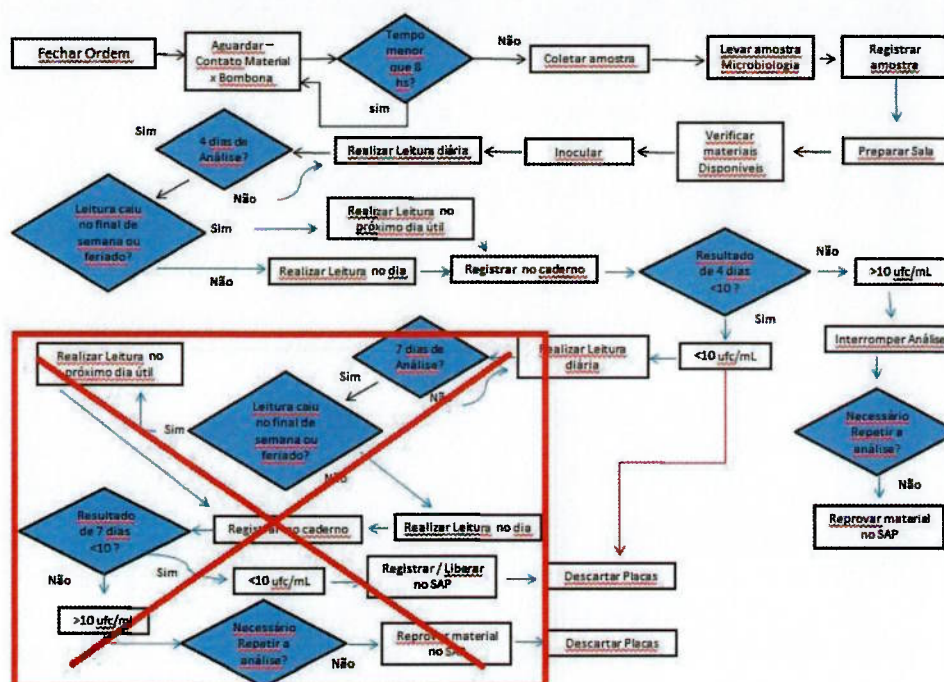 Fechar Ordem
Aguardar –
Contato Material
x Bombona
Tempo
menor
que 8
hs?
Não
sim
Coletar amostra
Levar amostra
Microbiologia
Registrar
amostra
Sim
4 dias de
Análise?
Não
Realizar Leitura diária
Inocular
Verificar
materiais
Disponíveis
Preparar Sala
Leitura caiu
no final de
semana ou
feriado?
Sim
Não
Realizar Leitura no
próximo dia útil
Realizar Leitura no dia
Registrar no caderno
Resultado
de 4 dias
<10 ?
Não
Sim
>10 ufc/mL
Interromper Análise
Necessário
Repetir a
análise?
Não
Reprovar material
no SAP
<10 ufc/mL
Realizar Leitura
diária
7 dias de
Análise?
Sim
Não
Realizar Leitura no
próximo dia útil
Sim
Leitura caiu
no final de
semana ou
feriado?
Não
Resultado
de 7 dias
<10 ?
Registrar no caderno
Realizar Leitura no dia
Não
Sim
<10 ufc/mL
Registrar / Liberar
no SAP
Descartar Placas
>10 ufc/ml
Necessário
Repetir a
análise?
Não
Reprovar material
no SAP
Descartar Placas